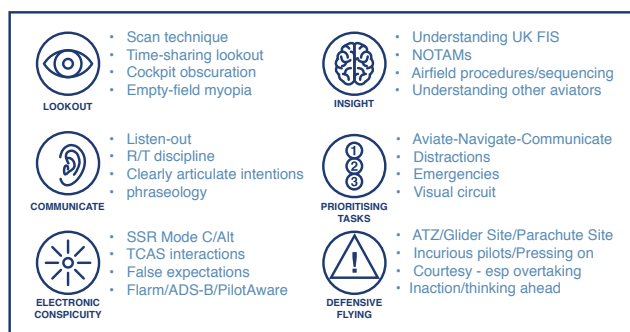 • Scan technique
• Time-sharing lookout
• Cockpit obscuration
• Empty-field myopia
LOOKOUT
• Understanding UK FIS
• NOTAMs
• Airfield procedures/sequencing
• Understanding other aviators
INSIGHT
• Listen-out
• R/T discipline
• Clearly articulate intentions
• phraseology
COMMUNICATE
1
2
3
• Aviate-Navigate-Communicate
• Distractions
• Emergencies
• Visual circuit
PRIORITISING
TASKS
• SSR Mode C/Alt
• TCAS interactions
• False expectations
• Flarm/ADS-B/PilotAware
ELECTRONIC
CONSPICUITY
!
• ATZ/Glider Site/Parachute Site
• Incurious pilots/Pressing on
• Courtesy - esp overtaking
• Inaction/thinking ahead
DEFENSIVE
FLYING